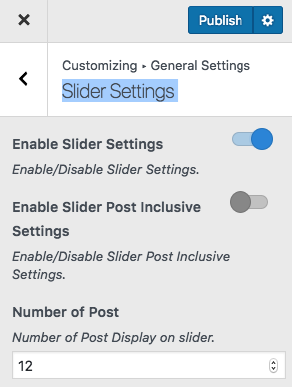 Publish
Customizing ▸ General Settings
Slider Settings
Enable Slider Settings
Enable/Disable Slider Settings.
Enable Slider Post Inclusive
Settings
Enable/Disable Slider Post Inclusive
Settings.
Number of Post
Number of Post Display on slider.
12